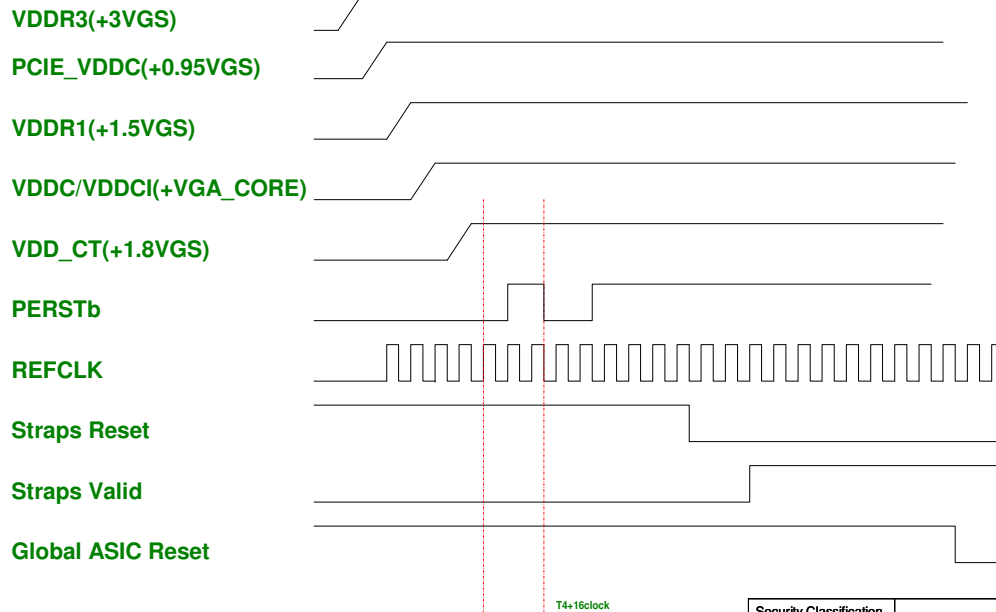 VDDR3(+3VGS)
PCIE_VDDC(+0.95VGS)
VDDR1(+1.5VGS)
VDDC/VDDCI(+VGA_CORE)
VDD_CT(+1.8VGS)
PERSTb
REFCLK
Straps Reset
Straps Valid
Global ASIC Reset
T4+16clock
Security Classification